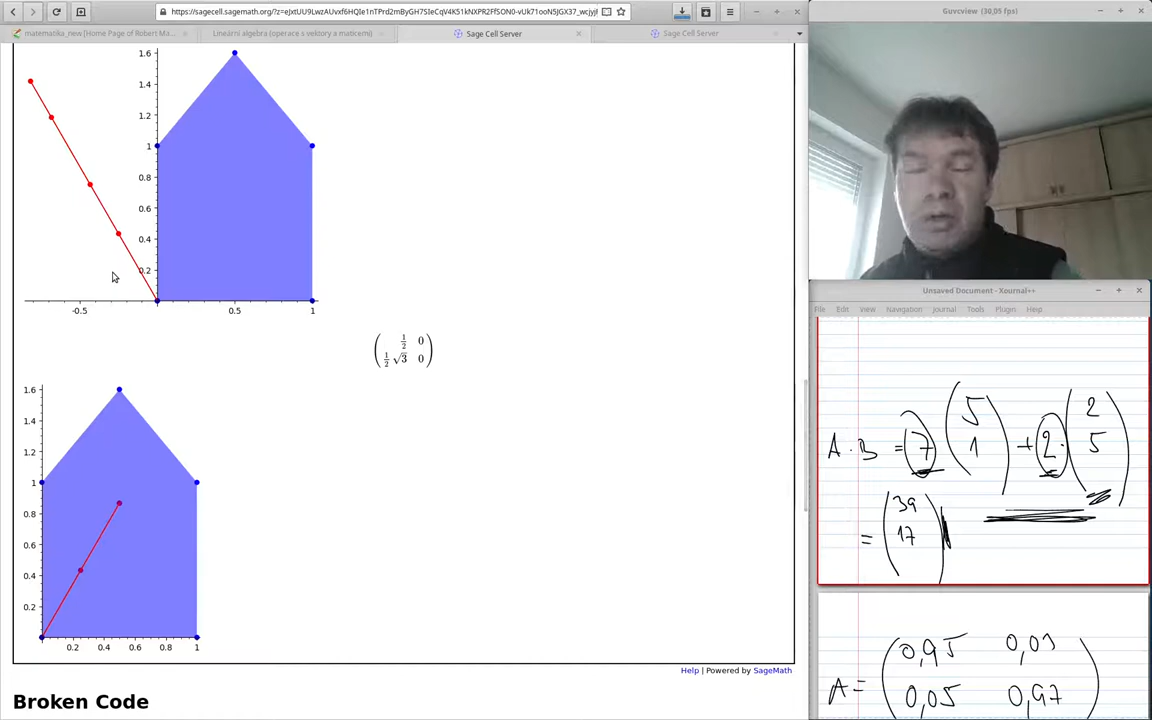 https://sagecell.sagemath.org/?z=eJxtUU9LwzAUvxf6HQIe1nTPrd2mByGH7SIeCqV4K51kHXNXPR2FfSON0-vUk71ooN5JGX37_wcjyjl
Guvcview (30,05 fps)
matematika_new [Home Page of Robert Ma...
Lineární algebra (operace s vektory a maticemi)
Sage Cell Server
Sage Cell Server
1.6
1.4
1.2
1
0.8
0.6
0.4
0.2
-0.5 0.5 1
1/2 0
1/2 √3 0
1.6
1.4
1.2
1
0.8
0.6
0.4
0.2
0.2 0.4 0.6 0.8 1
Help | Powered by SageMath
Broken Code
Unsaved Document - Xournal++
File Edit View Navigation Journal Tools Plugin Help
A·B = 7 (5 1) + 2·(2 5)
= (39 17)
A = (0,95 0,03
0,05 0,97)